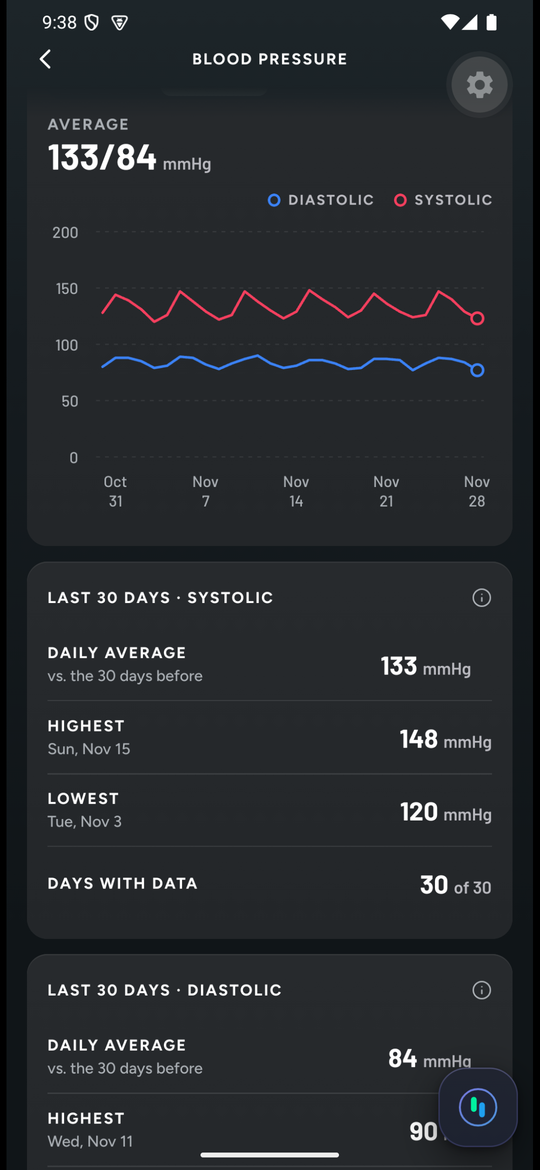 9:38
BLOOD PRESSURE
AVERAGE
133/84 mmHg
DIASTOLIC SYSTOLIC
200
150
100
50
0
Oct Nov Nov Nov Nov
31 7 14 21 28
LAST 30 DAYS · SYSTOLIC
DAILY AVERAGE
vs. the 30 days before
133 mmHg
HIGHEST
Sun, Nov 15
148 mmHg
LOWEST
Tue, Nov 3
120 mmHg
DAYS WITH DATA
30 of 30
LAST 30 DAYS · DIASTOLIC
DAILY AVERAGE
vs. the 30 days before
84 mmHg
HIGHEST
Wed, Nov 11
90